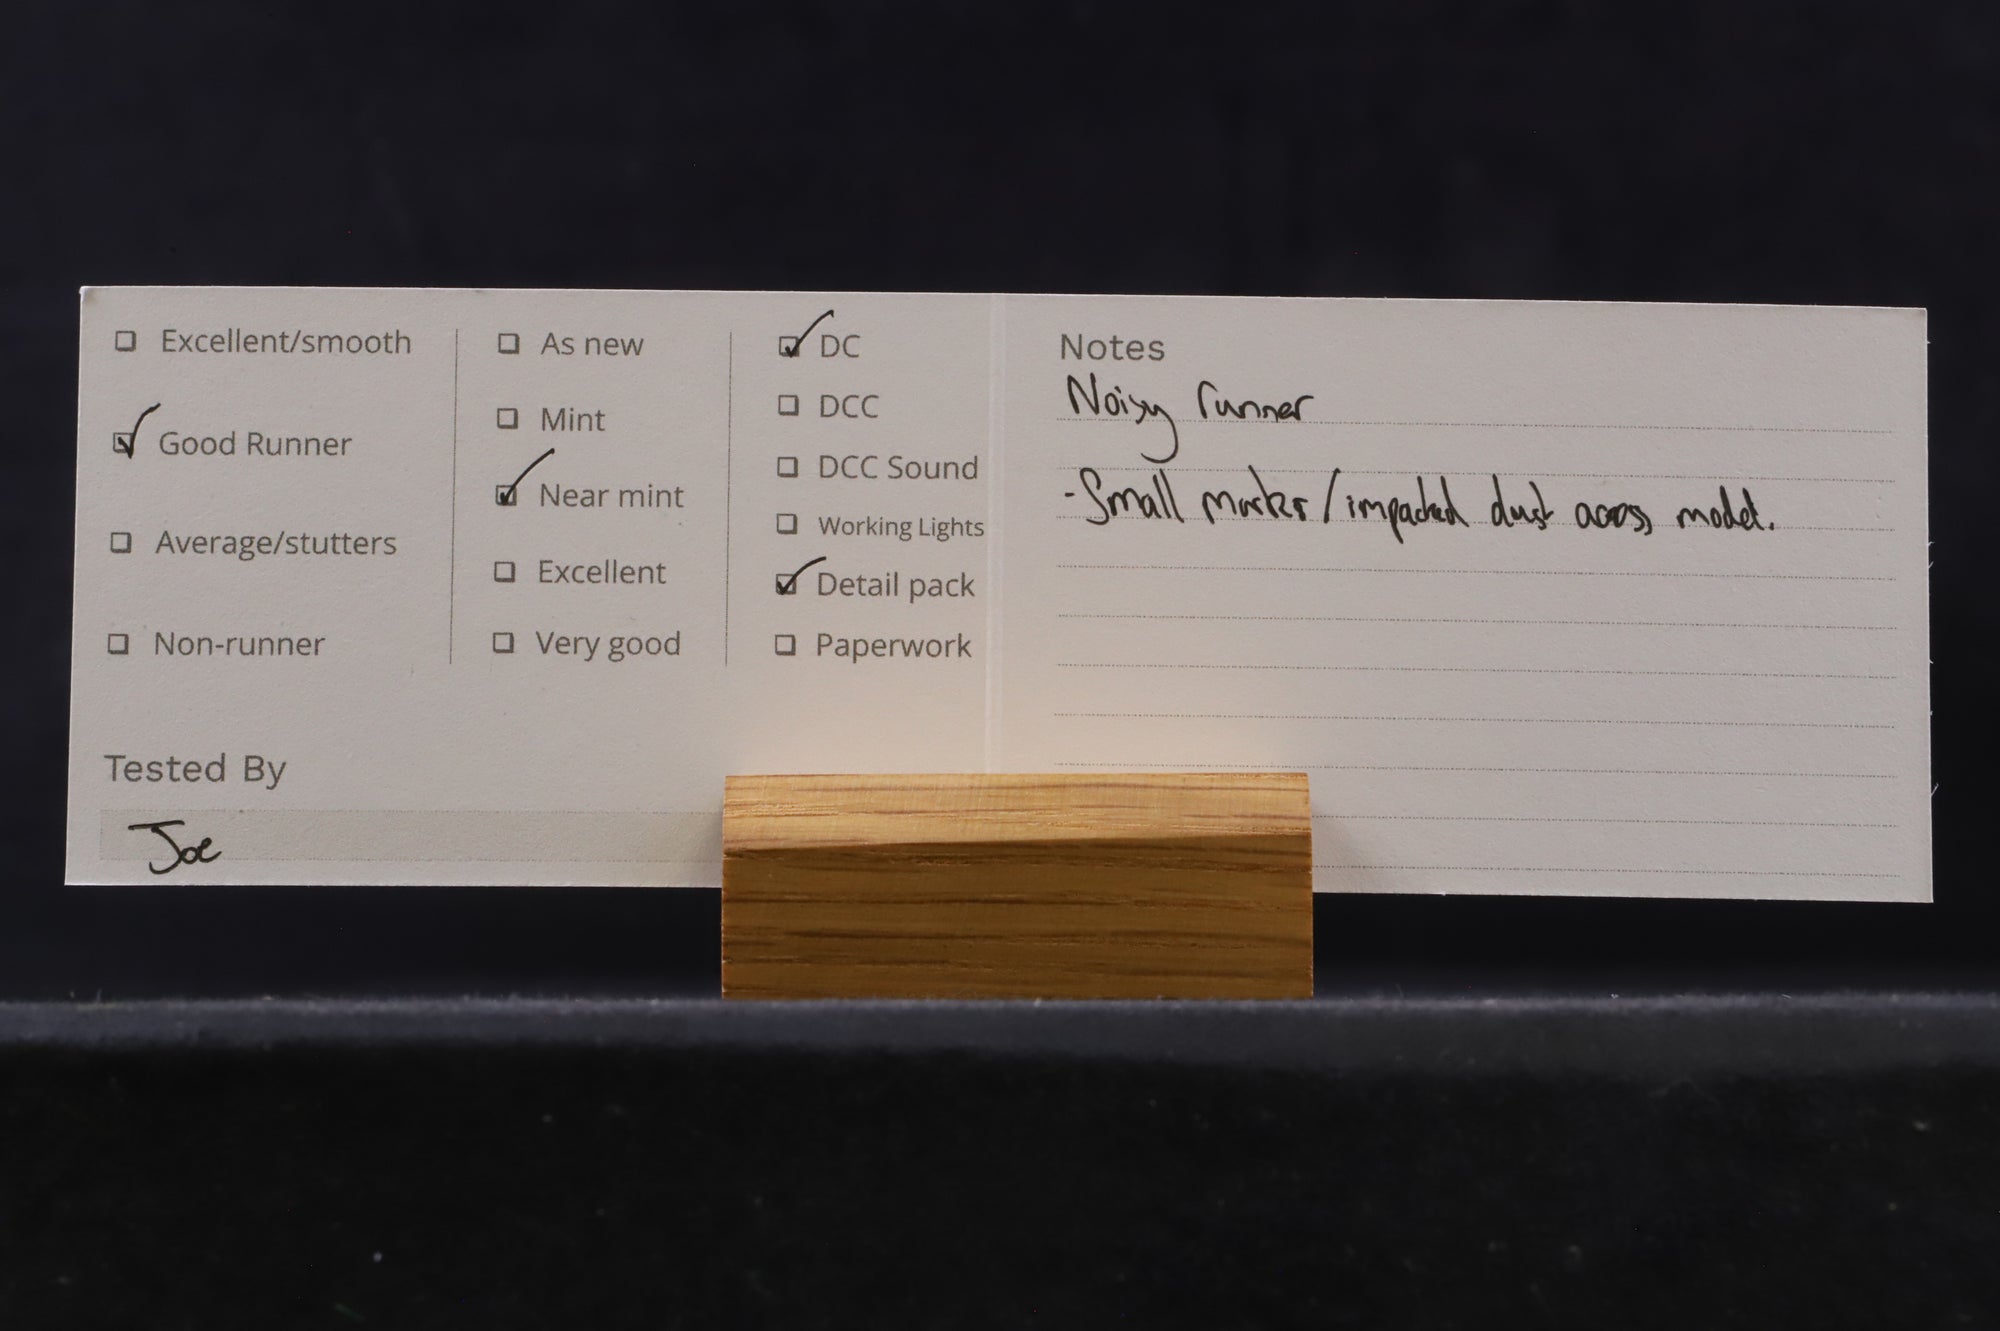 Excellent/smooth
Good Runner
Average/stutters
Non-runner
As new
Mint
Near mint
Excellent
Very good
DC
DCC
DCC Sound
Working Lights
Detail pack
Paperwork
Tested By
Joe
Notes
Noisy runner
-Small marks/impacted dust across model.